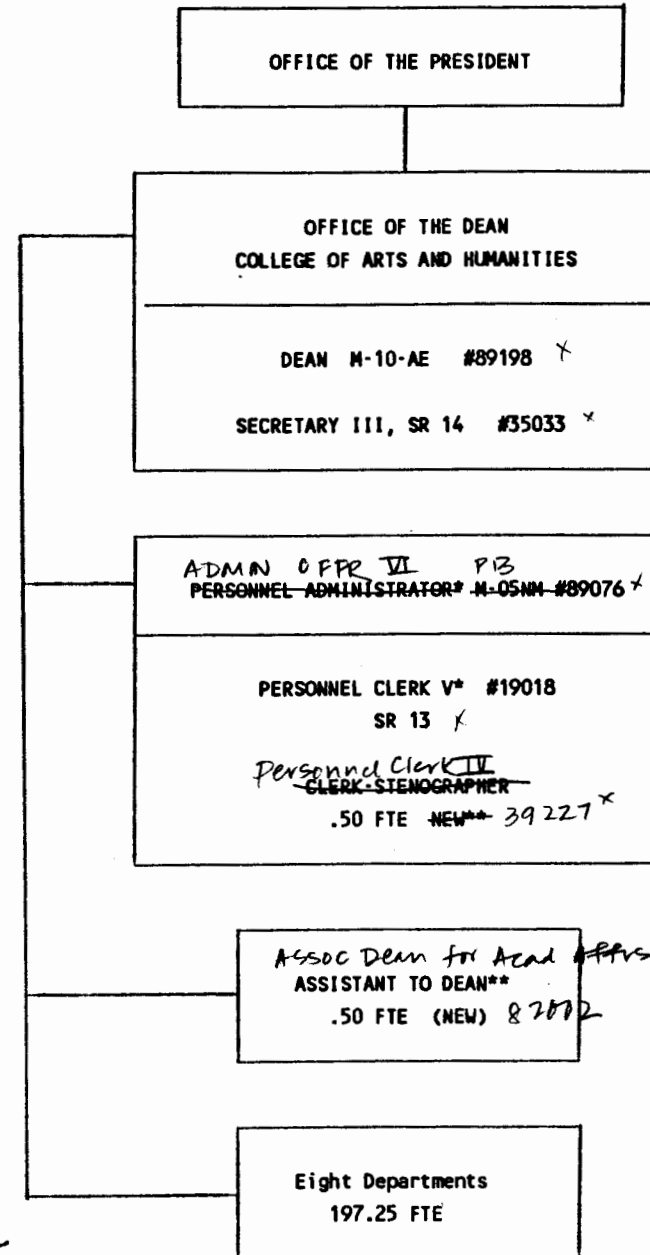 OFFICE OF THE PRESIDENT
OFFICE OF THE DEAN
COLLEGE OF ARTS AND HUMANITIES
DEAN M-10-AE #89198 x
SECRETARY III, SR 14 #35033 x
ADMIN OFFR VI P13
PERSONNEL ADMINISTRATOR* M-05NM #89076 x
PERSONNEL CLERK V* #19018
SR 13 x
Personnel Clerk IV
CLERK-STENOGRAPHER
.50 FTE NEW** 39227 x
Assoc Dean for Acad Affrs
ASSISTANT TO DEAN**
.50 FTE (NEW) 82002
Eight Departments
197.25 FTE